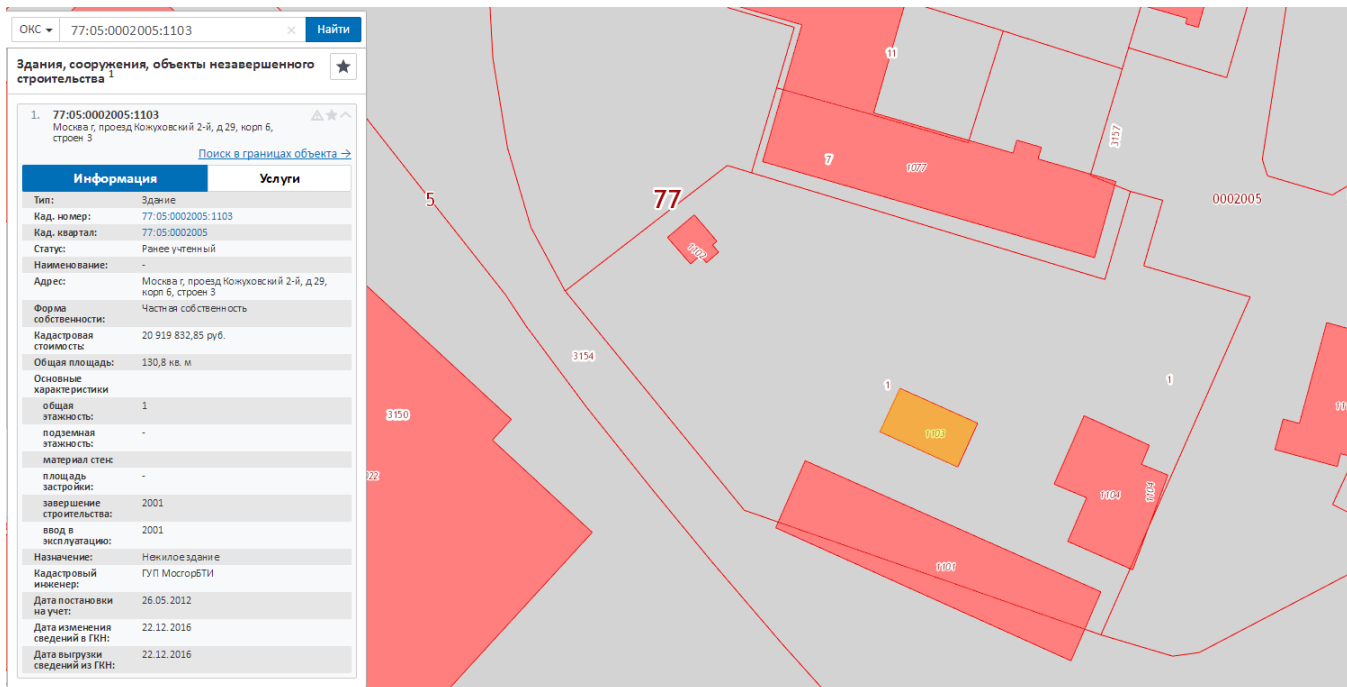 ОКС 77:05:0002005:1103 × Найти
Здания, сооружения, объекты незавершенного
строительства 1
1. 77:05:0002005:1103
Москва г, проезд Кожуховский 2-й, д 29, корп 6,
строен 3
Поиск в границах объекта →
Информация Услуги
Тип: Здание
Кад. номер: 77:05:0002005:1103
Кад. квартал: 77:05:0002005
Статус: Ранее учтенный
Наименование: -
Адрес: Москва г, проезд Кожуховский 2-й, д 29,
корп 6, строен 3
Форма
собственности: Частная собственность
Кадастровая
стоимость: 20 919 832,85 руб.
Общая площадь: 130,8 кв. м
Основные
характеристики
общая
этажность: 1
подземная
этажность: -
материал стен:
площадь
застройки: -
завершение
строительства: 2001
ввод в
эксплуатацию: 2001
Назначение: Нежилое здание
Кадастровый
инженер: ГУП МосгорБТИ
Дата постановки
на учет: 26.05.2012
Дата изменения
сведений в ГКН: 22.12.2016
Дата выгрузки
сведений из ГКН: 22.12.2016
11
3157
7
1077
5
77
0002005
1102
3154
1
1
3150
1103
22
1104
1104
1101